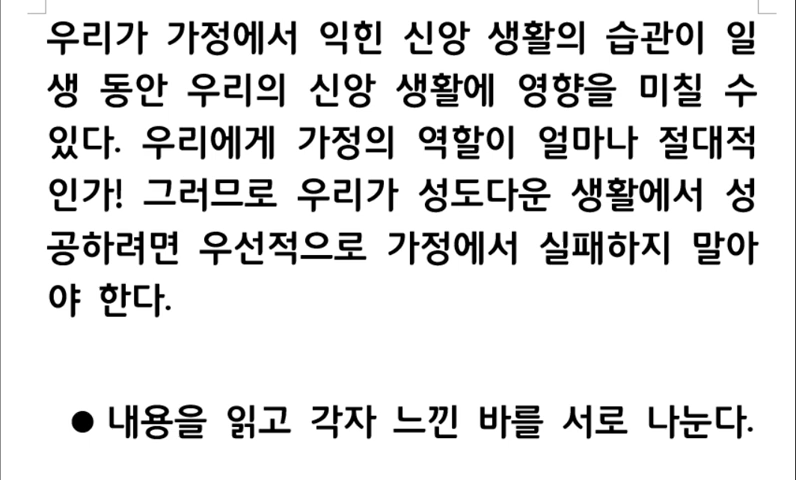 우리가 가정에서 익힌 신앙 생활의 습관이 일
생 동안 우리의 신앙 생활에 영향을 미칠 수
있다. 우리에게 가정의 역할이 얼마나 절대적
인가! 그러므로 우리가 성도다운 생활에서 성
공하려면 우선적으로 가정에서 실패하지 말아
야 한다.
● 내용을 읽고 각자 느낀 바를 서로 나눈다.